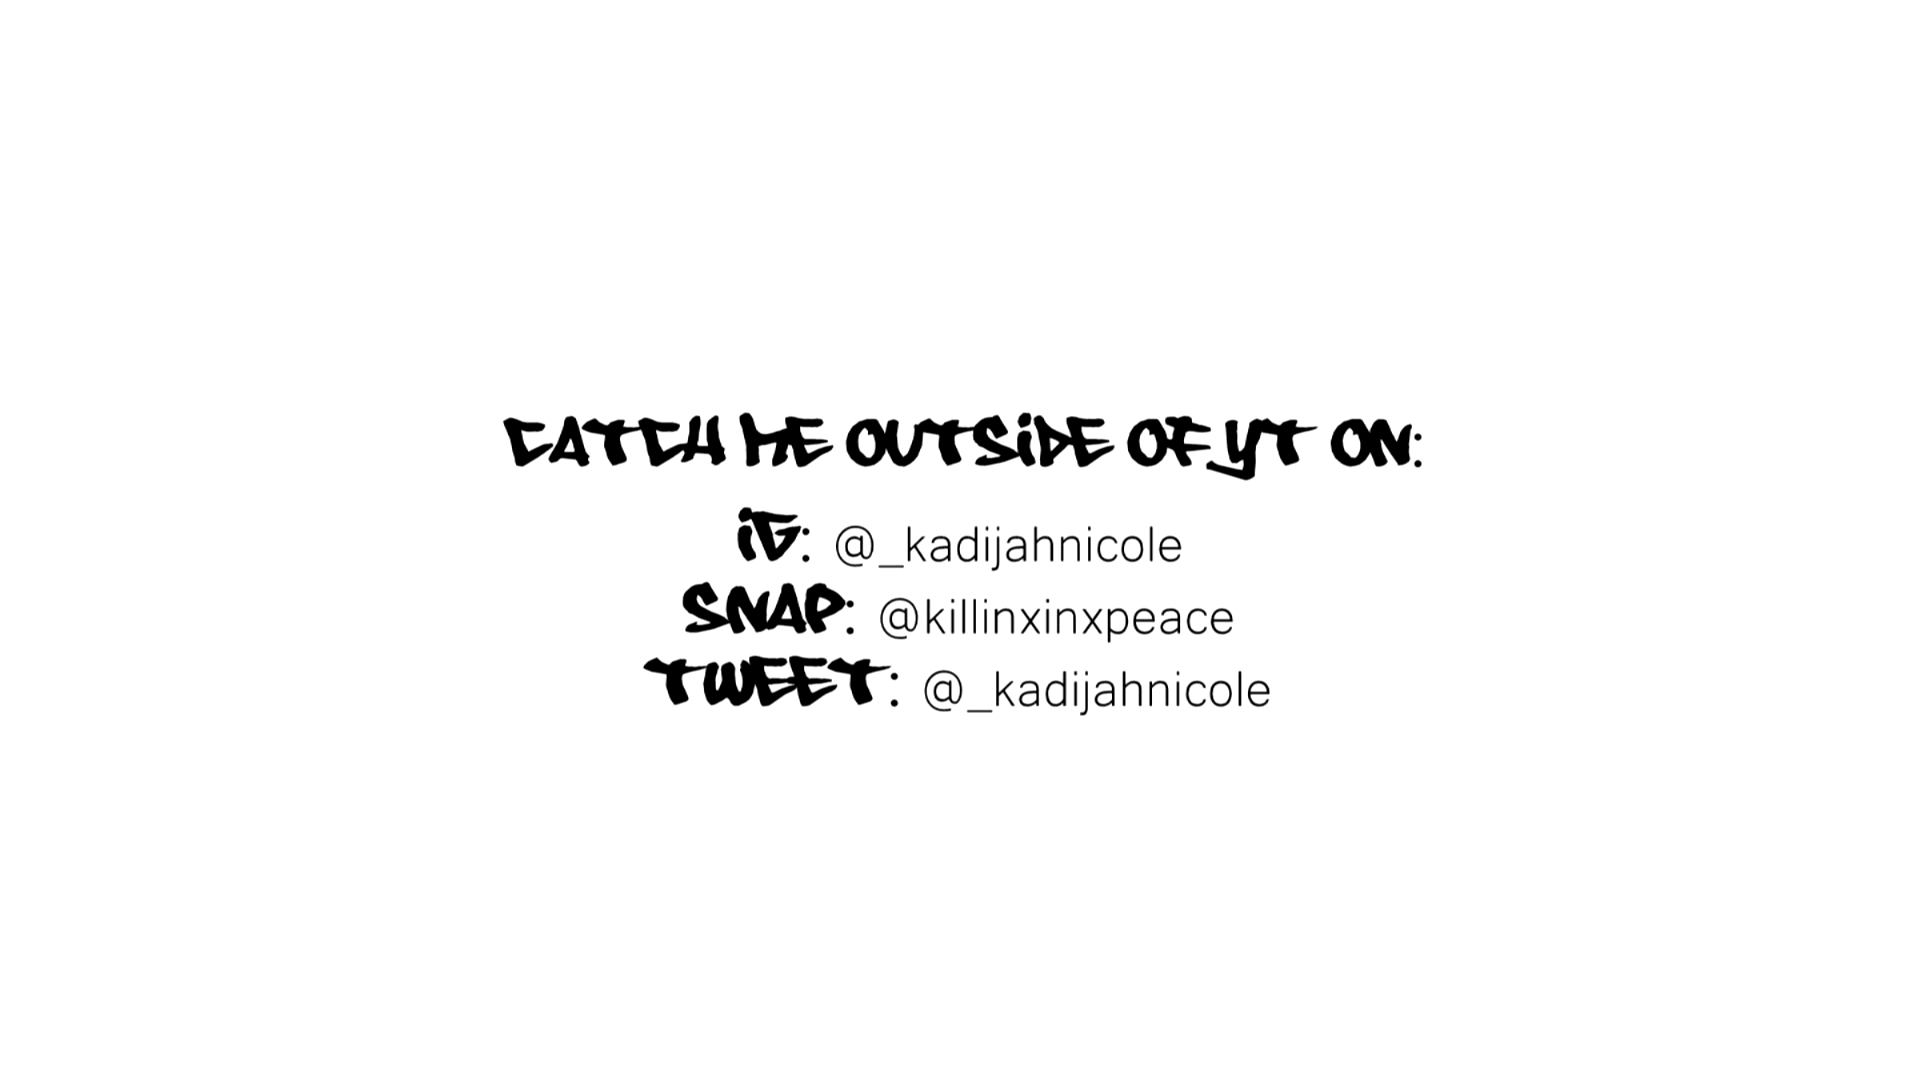 CATCH ME OUTSIDE OF YT ON:
iG: @_kadijahnicole
SNAP: @killinxinxpeace
TWEET: @_kadijahnicole